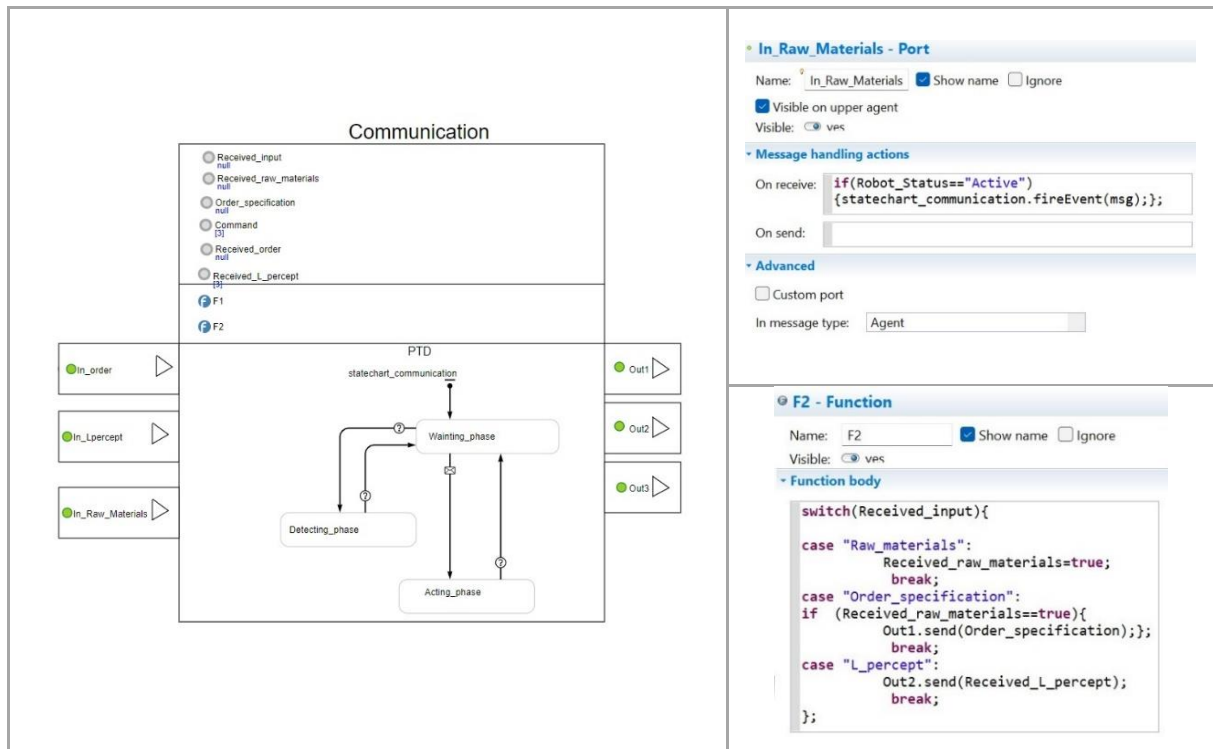 Communication
Received_input
null
Received_raw_materials
null
Order_specification
null
Command
[3]
Received_order
null
Received_L_percept
[3]
F1
F2
PTD
statechart_communication
In_order
In_Lpercept
In_Raw_Materials
Wainting_phase
Detecting_phase
Acting_phase
Out1
Out2
Out3
In_Raw_Materials - Port
Name: In_Raw_Materials Show name Ignore
Visible on upper agent
Visible: yes
Message handling actions
On receive: if(Robot_Status=="Active")
{statechart_communication.fireEvent(msg);};
On send:
Advanced
Custom port
In message type: Agent
F2 - Function
Name: F2 Show name Ignore
Visible: yes
Function body
switch(Received_input){
case "Raw_materials":
Received_raw_materials=true;
break;
case "Order_specification":
if (Received_raw_materials==true){
Out1.send(Order_specification);};
break;
case "L_percept":
Out2.send(Received_L_percept);
break;
};